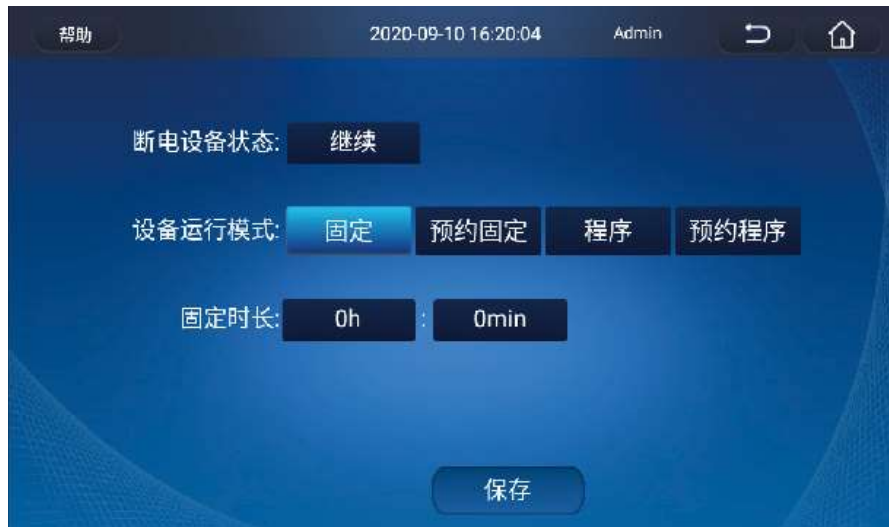 帮助 2020-09-10 16:20:04 Admin
断电设备状态: 继续
设备运行模式: 固定 预约固定 程序 预约程序
固定时长: 0h : 0min
保存